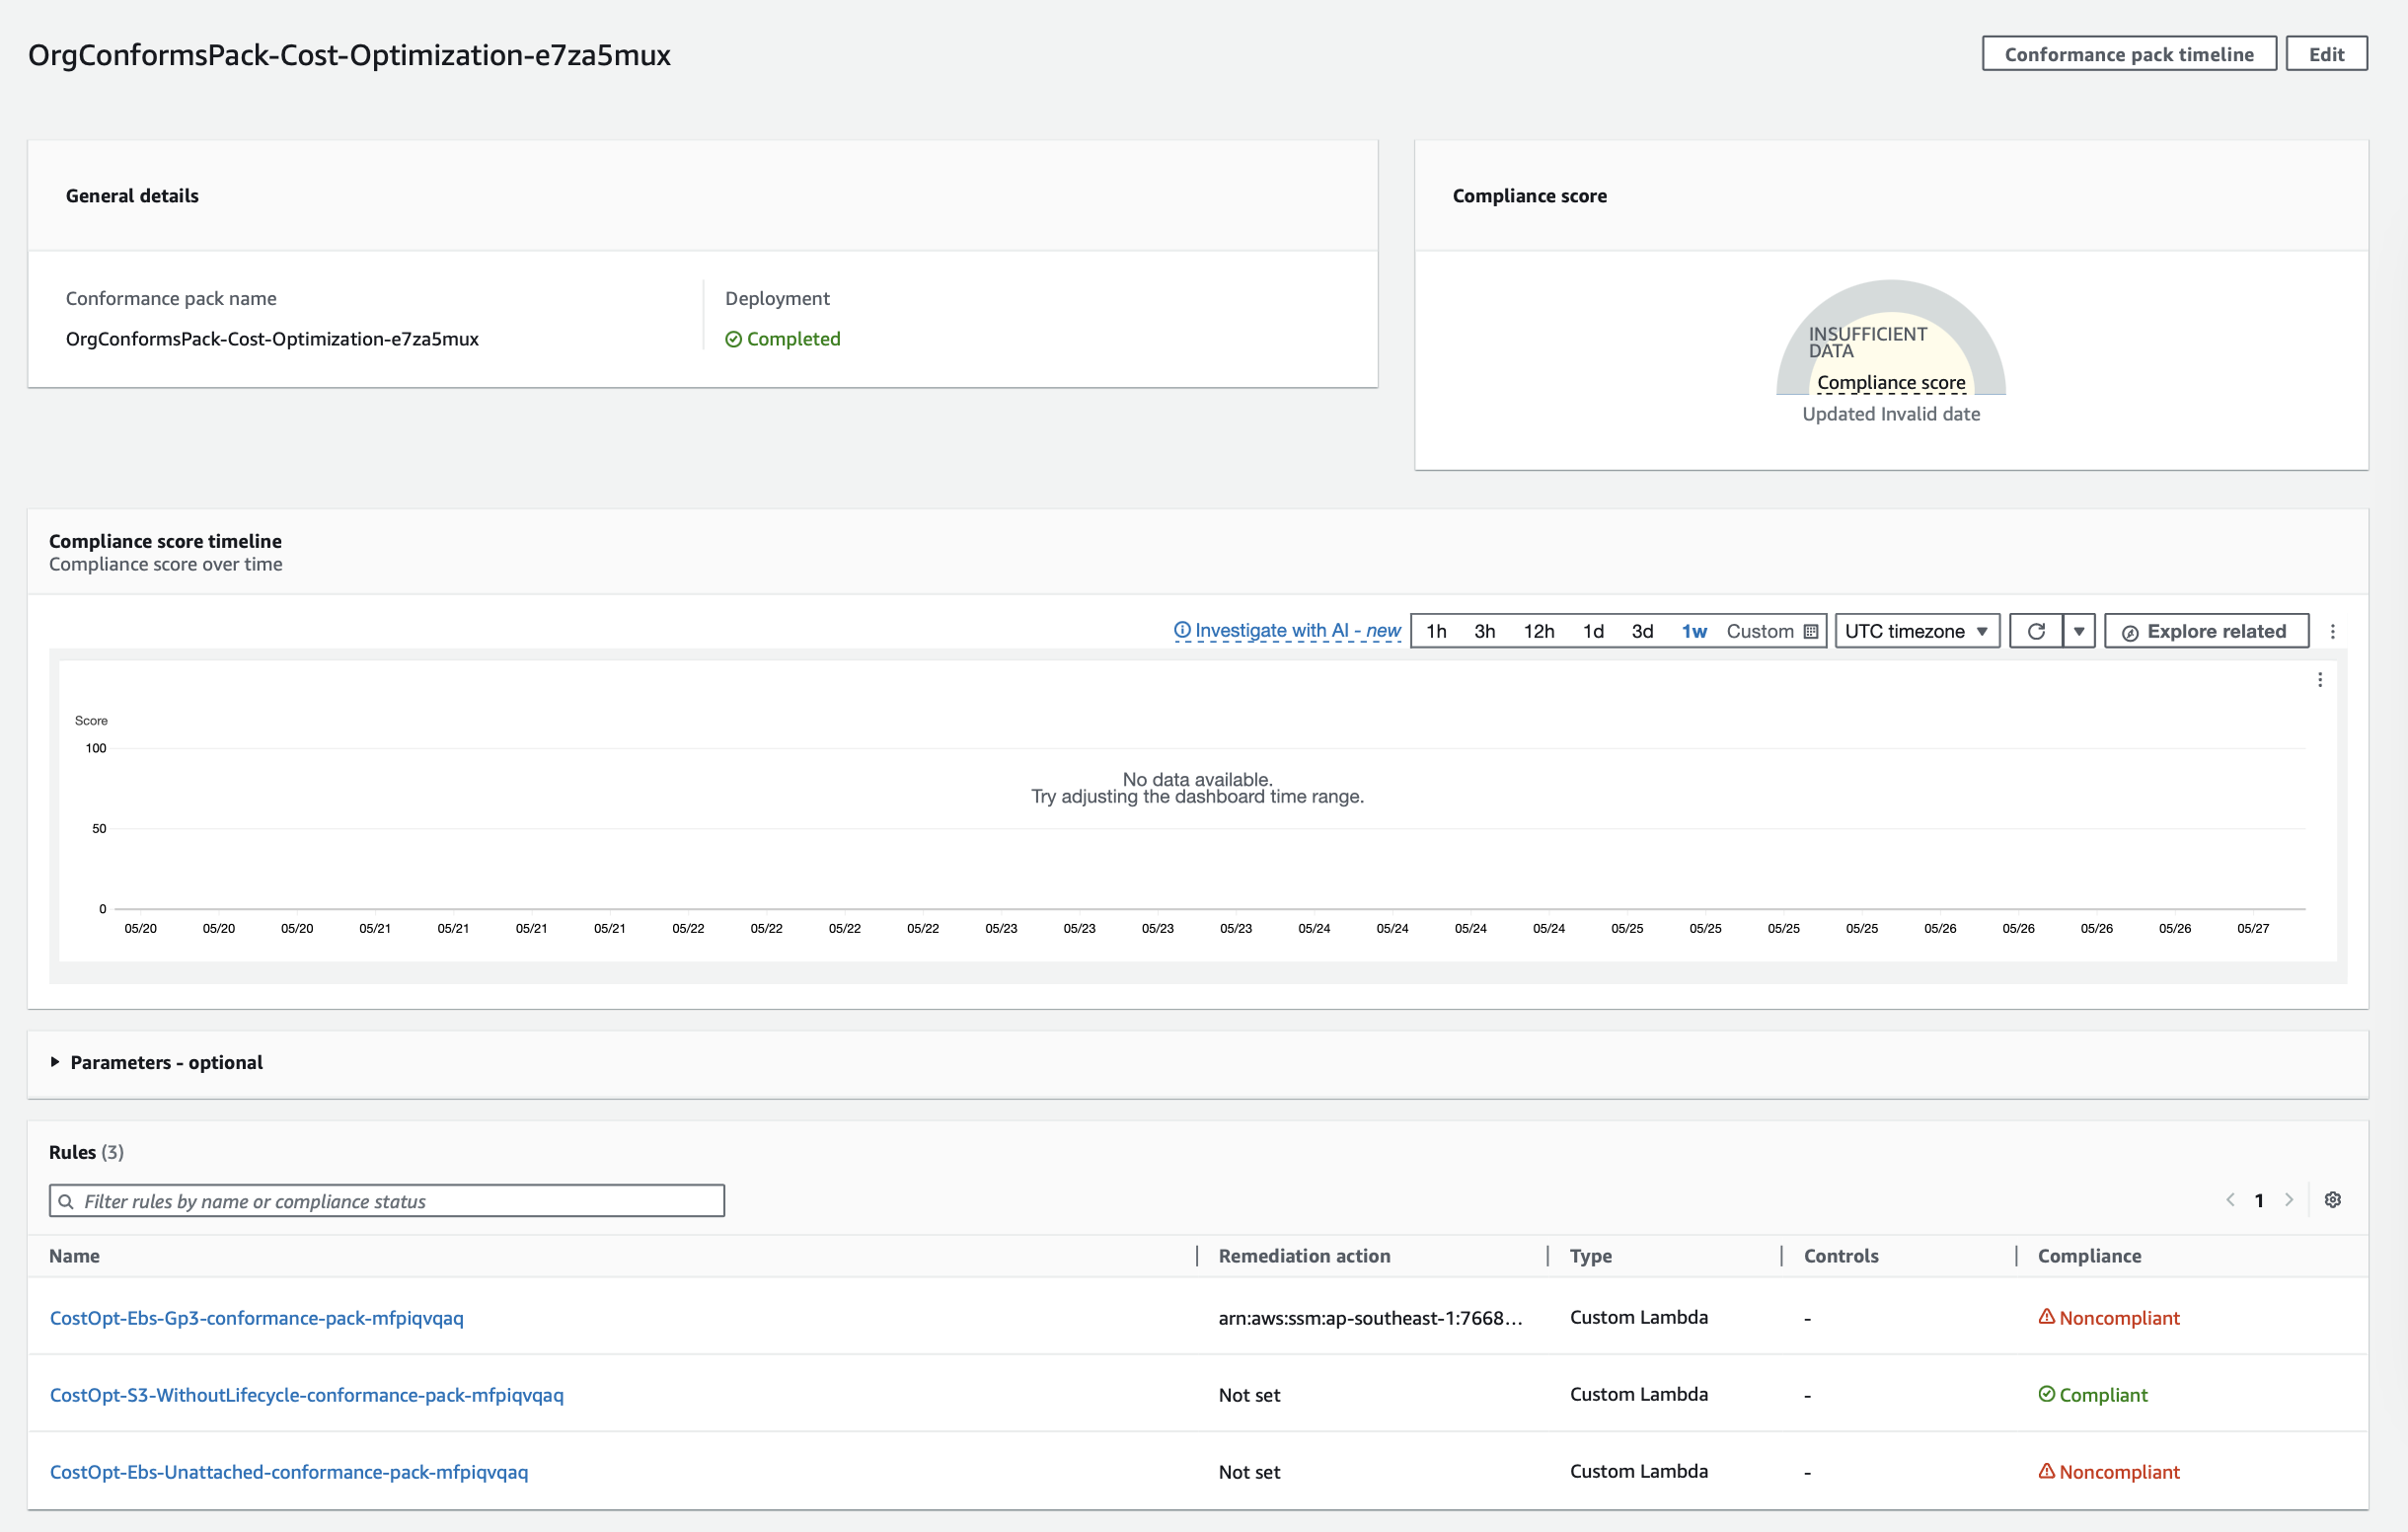 OrgConformsPack-Cost-Optimization-e7za5mux
Conformance pack timeline
Edit
General details
Conformance pack name
OrgConformsPack-Cost-Optimization-e7za5mux
Deployment
Completed
Compliance score
INSUFFICIENT
DATA
Compliance score
Updated Invalid date
Compliance score timeline
Compliance score over time
Investigate with AI - new
1h 3h 12h 1d 3d 1w Custom
UTC timezone
Explore related
Score
100
50
0
No data available.
Try adjusting the dashboard time range.
05/20 05/20 05/20 05/21 05/21 05/21 05/21 05/22 05/22 05/22 05/22 05/23 05/23 05/23 05/23 05/24 05/24 05/24 05/24 05/25 05/25 05/25 05/25 05/26 05/26 05/26 05/26 05/27
Parameters - optional
Rules (3)
Filter rules by name or compliance status
1
Name Remediation action Type Controls Compliance
CostOpt-Ebs-Gp3-conformance-pack-mfpiqvqaq arn:aws:ssm:ap-southeast-1:7668... Custom Lambda - Noncompliant
CostOpt-S3-WithoutLifecycle-conformance-pack-mfpiqvqaq Not set Custom Lambda - Compliant
CostOpt-Ebs-Unattached-conformance-pack-mfpiqvqaq Not set Custom Lambda - Noncompliant